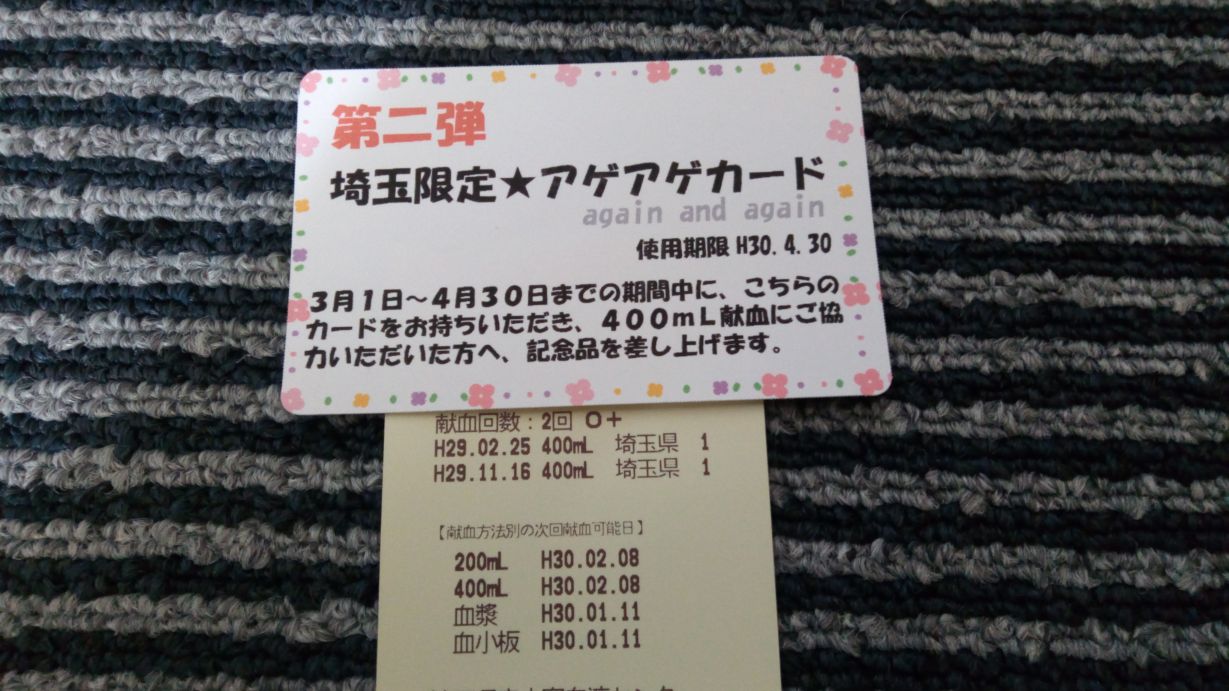 第二弾
埼玉限定★アゲアゲカード
again and again
使用期限 H30.4.30
3月1日～4月30日までの期間中に、こちらの
カードをお持ちいただき、400mL献血にご協
力いただいた方へ、記念品を差し上げます。
献血回数：2回 O+
H29.02.25 400mL 埼玉県 1
H29.11.16 400mL 埼玉県 1
【献血方法別の次回献血可能日】
200mL H30.02.08
400mL H30.02.08
血漿 H30.01.11
血小板 H30.01.11